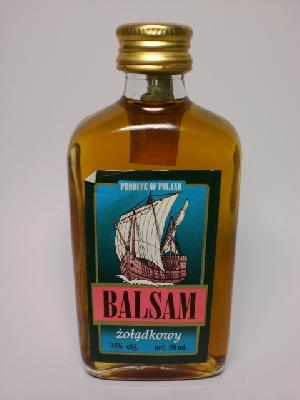 PRODUCE OF POLAND
BALSAM
żołądkowy
35% obj. poj. 50 ml.